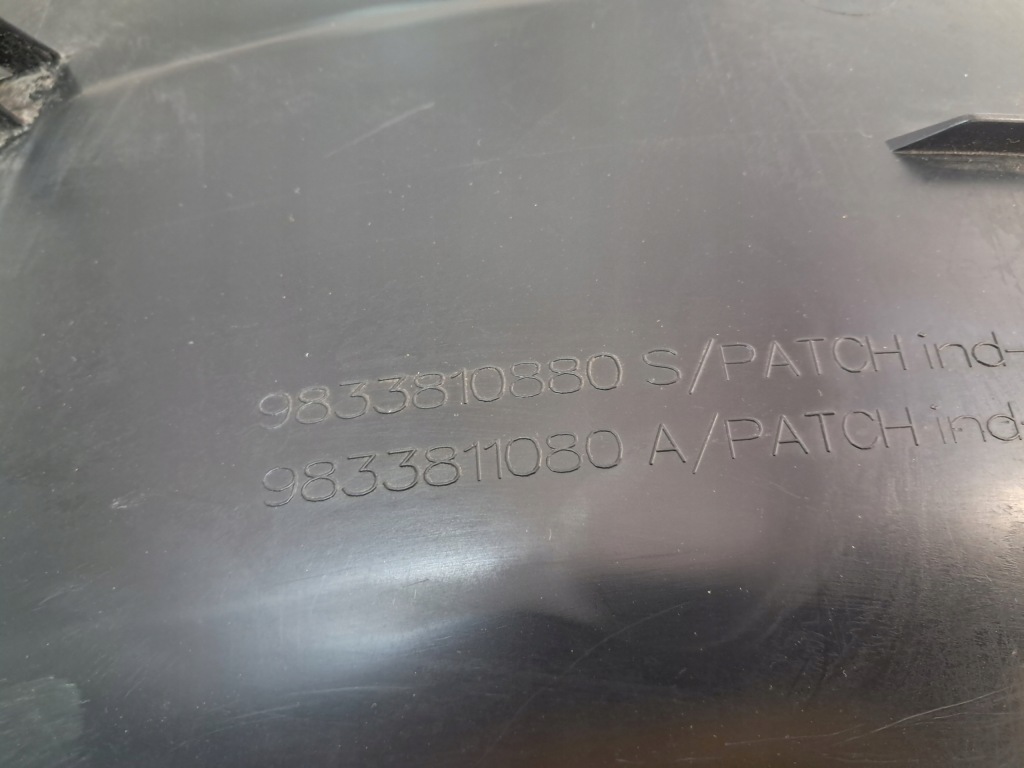 9833810880 S/PATCH ind-
9833811080 A/PATCH ind-